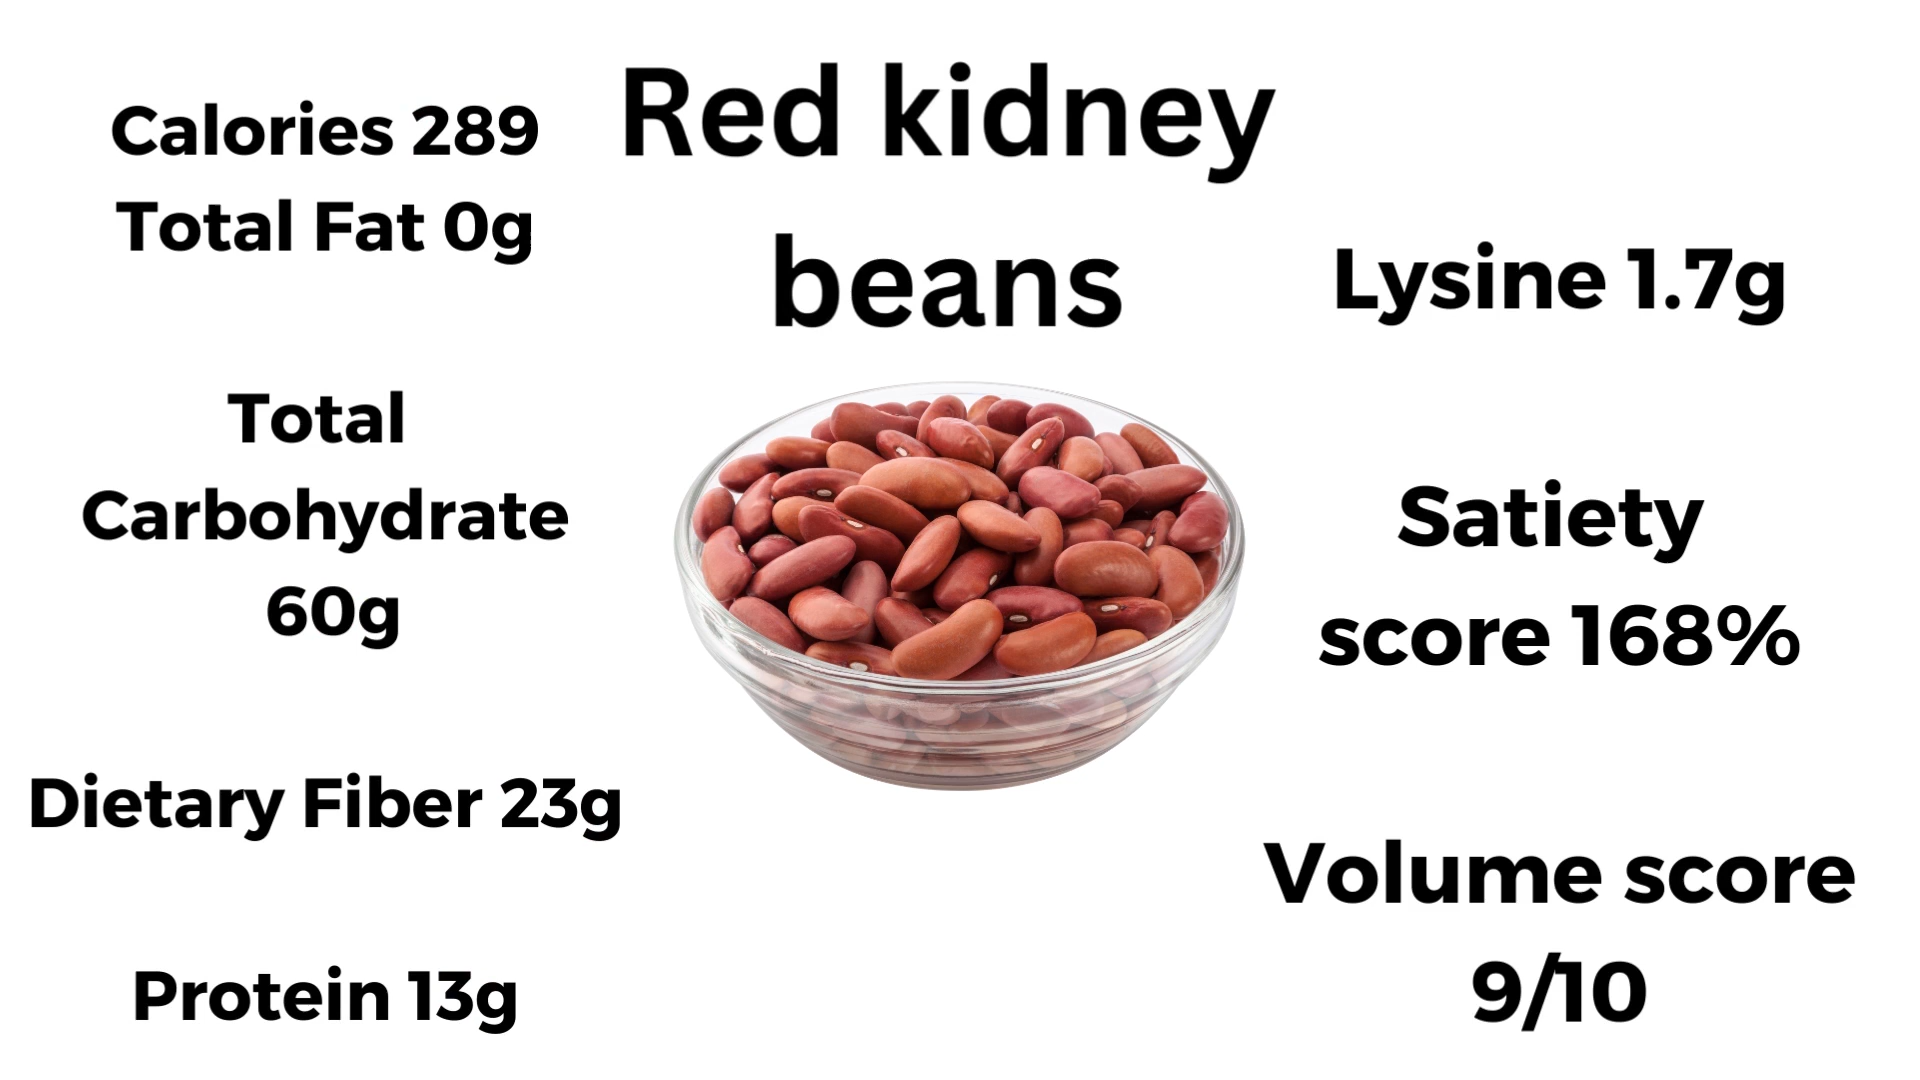 Red kidney
beans
Calories 289
Total Fat 0g
Total
Carbohydrate
60g
Dietary Fiber 23g
Protein 13g
Lysine 1.7g
Satiety
score 168%
Volume score
9/10